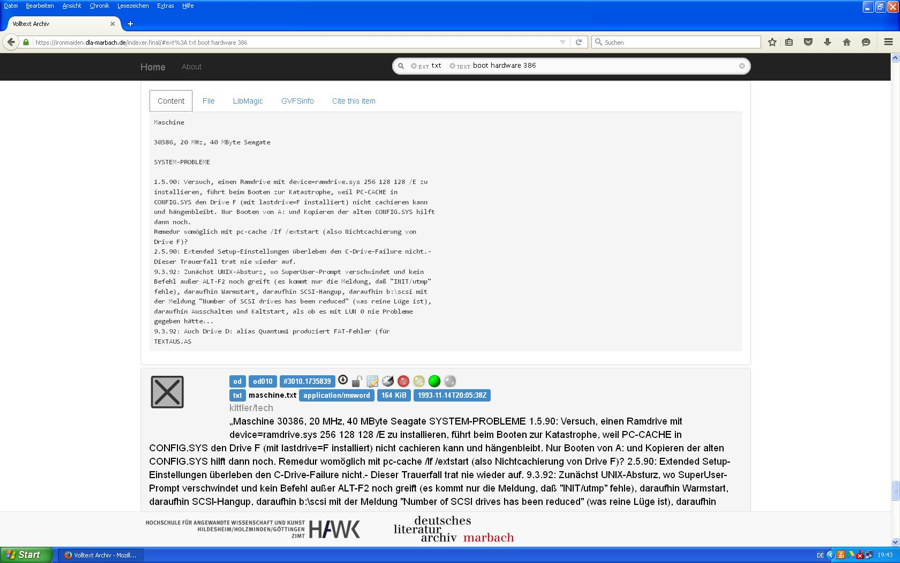 Datei Bearbeiten Ansicht Chronik Lesezeichen Extras Hilfe
Volltext Archiv
https://ironmaiden.dla-marbach.de/indexer.final/#ext%3A txt boot hardware 386
Suchen
Home About
EXT: txt TEXT: boot hardware 386
Content File LibMagic GVFSInfo Cite this item
Maschine
30386, 20 MHz, 40 MByte Seagate
SYSTEM-PROBLEME
1.5.90: Versuch, einen Ramdrive mit device=ramdrive.sys 256 128 128 /E zu
installieren, führt beim Booten zur Katastrophe, weil PC-CACHE in
CONFIG.SYS den Drive F (mit lastdrive=F installiert) nicht cachieren kann
und hängenbleibt. Nur Booten von A: und Kopieren der alten CONFIG.SYS hilft
dann noch.
Remedur womöglich mit pc-cache /If /extstart (also Nichtcachierung von
Drive F)?
2.5.90: Extended Setup-Einstellungen überleben den C-Drive-Failure nicht.-
Dieser Trauerfall trat nie wieder auf.
9.3.92: Zunächst UNIX-Absturz, wo SuperUser-Prompt verschwindet und kein
Befehl außer ALT-F2 noch greift (es kommt nur die Meldung, daß "INIT/utmp"
fehle), daraufhin Warmstart, daraufhin SCSI-Hangup, daraufhin b:\scsi mit
der Meldung "Number of SCSI drives has been reduced" (was reine Lüge ist),
daraufhin Ausschalten und Kaltstart, als ob es mit LUN 0 nie Probleme
gegeben hätte...
9.3.92: Auch Drive D: alias Quantum1 produziert FAT-Fehler (für
TEXTAUS.AS
od od010 #3010.1735839
txt maschine.txt application/msword 164 KiB 1993-11-14T20:05:38Z
kittler/tech
„Maschine 30386, 20 MHz, 40 MByte Seagate SYSTEM-PROBLEME 1.5.90: Versuch, einen Ramdrive mit
device=ramdrive.sys 256 128 128 /E zu installieren, führt beim Booten zur Katastrophe, weil PC-CACHE in
CONFIG.SYS den Drive F (mit lastdrive=F installiert) nicht cachieren kann und hängenbleibt. Nur Booten von A: und Kopieren der alten
CONFIG.SYS hilft dann noch. Remedur womöglich mit pc-cache /If /extstart (also Nichtcachierung von Drive F)? 2.5.90: Extended Setup-
Einstellungen überleben den C-Drive-Failure nicht.- Dieser Trauerfall trat nie wieder auf. 9.3.92: Zunächst UNIX-Absturz, wo SuperUser-
Prompt verschwindet und kein Befehl außer ALT-F2 noch greift (es kommt nur die Meldung, daß "INIT/utmp" fehle), daraufhin Warmstart,
daraufhin SCSI-Hangup, daraufhin b:\scsi mit der Meldung "Number of SCSI drives has been reduced" (was reine Lüge ist), daraufhin
HOCHSCHULE FÜR ANGEWANDTE WISSENSCHAFT UND KUNST
HILDESHEIM/HOLZMINDEN/GÖTTINGEN
ZIMT
HAWK
deutsches
literatur
archiv marbach
Start Volltext Archiv - Mozil... DE 19:43